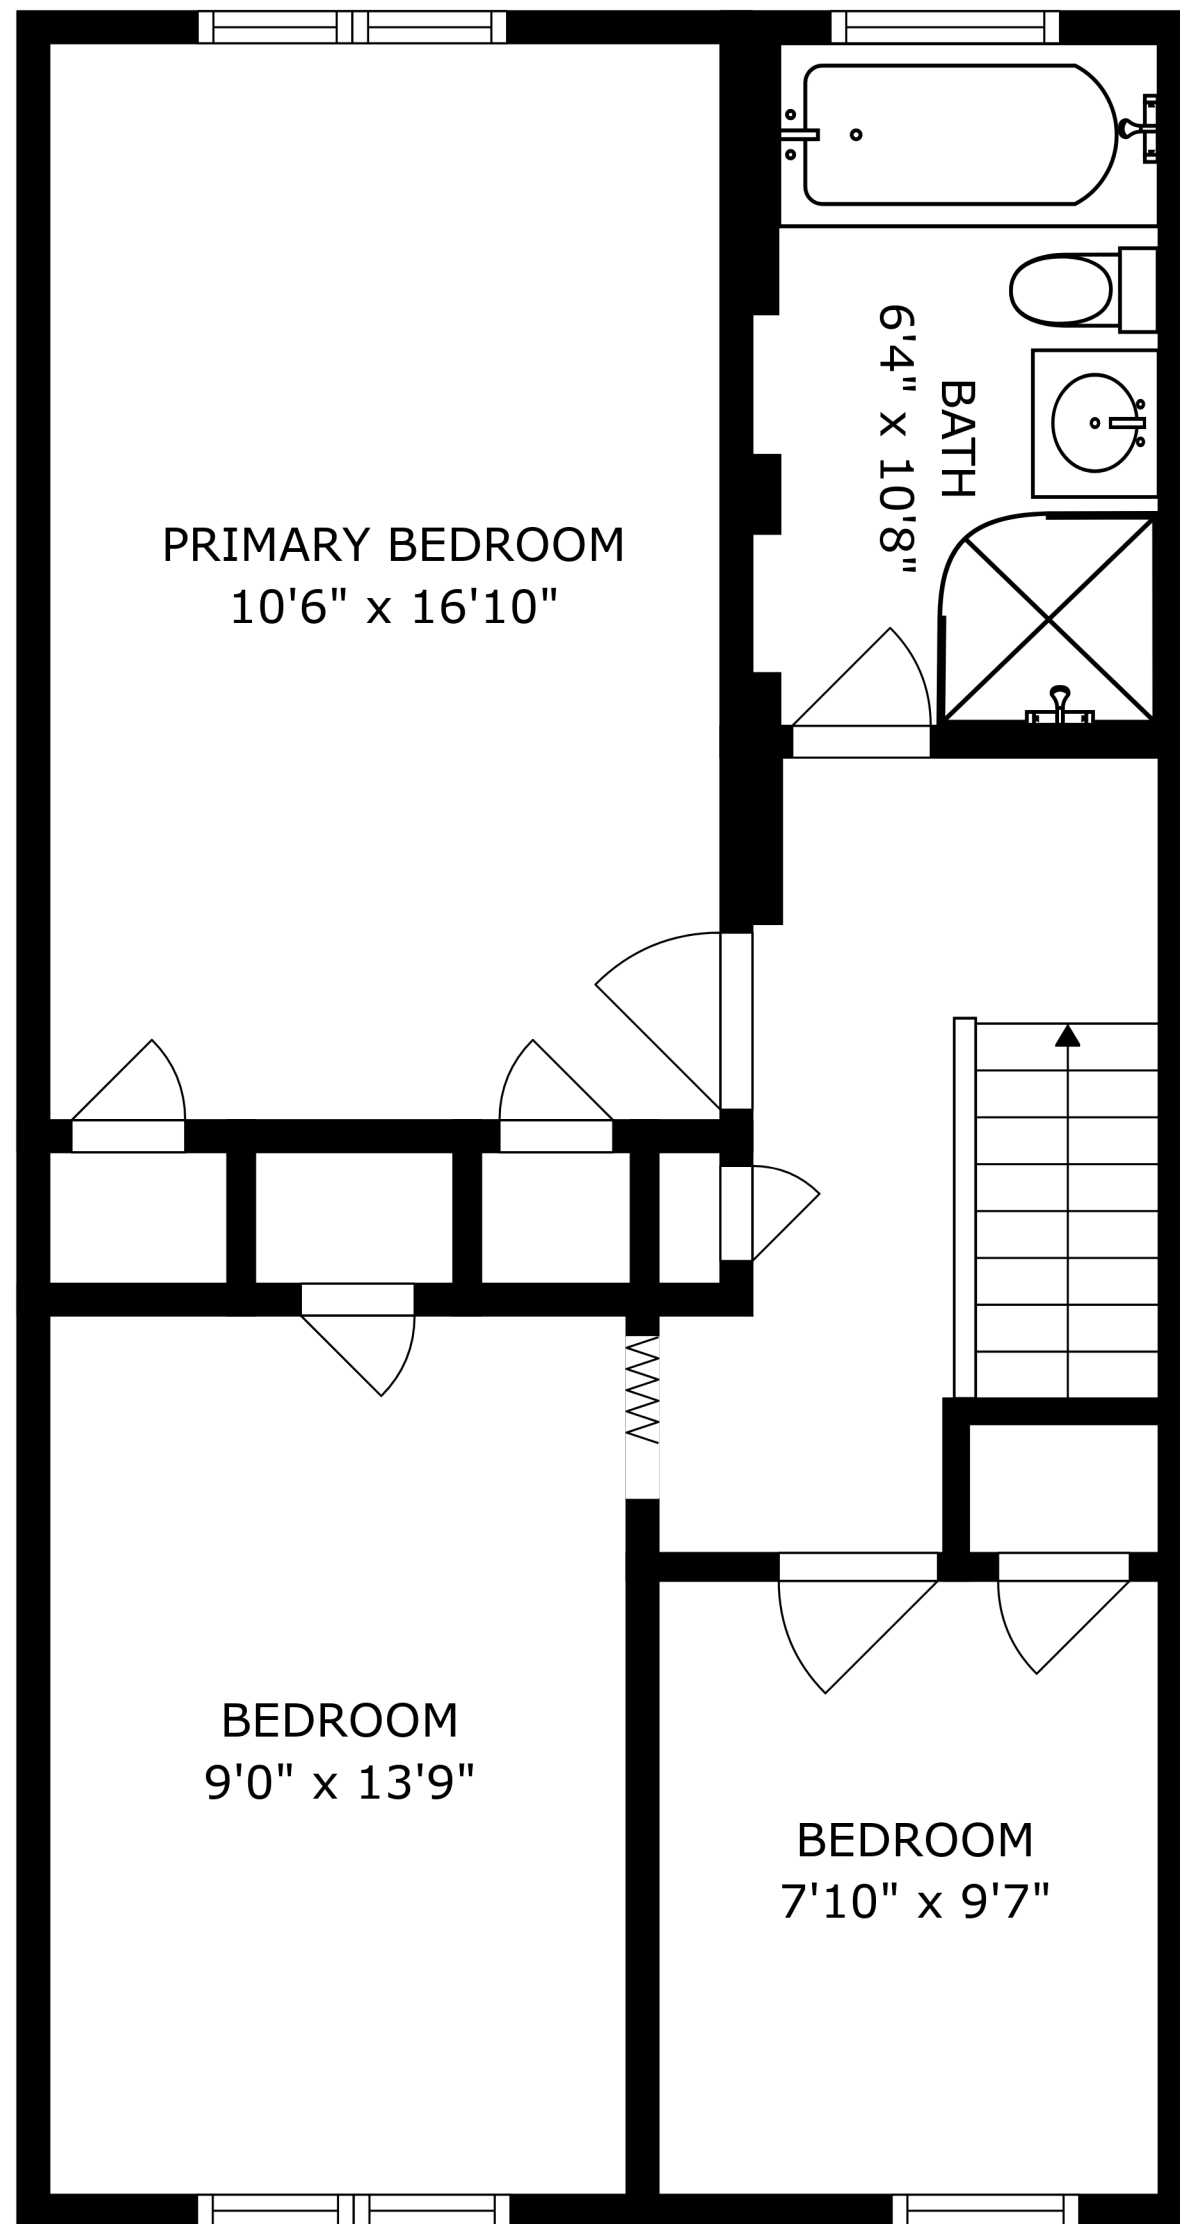 BATH
6'4" x 10'8"
PRIMARY BEDROOM
10'6" x 16'10"
BEDROOM
9'0" x 13'9"
BEDROOM
7'10" x 9'7"